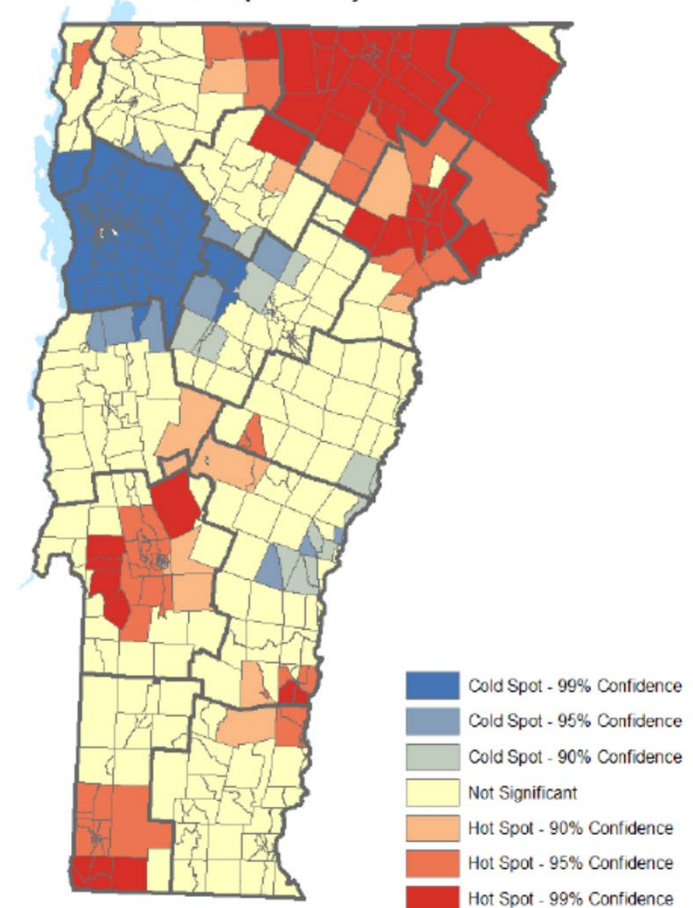 Cold Spot - 99% Confidence
Cold Spot - 95% Confidence
Cold Spot - 90% Confidence
Not Significant
Hot Spot - 90% Confidence
Hot Spot - 95% Confidence
Hot Spot - 99% Confidence